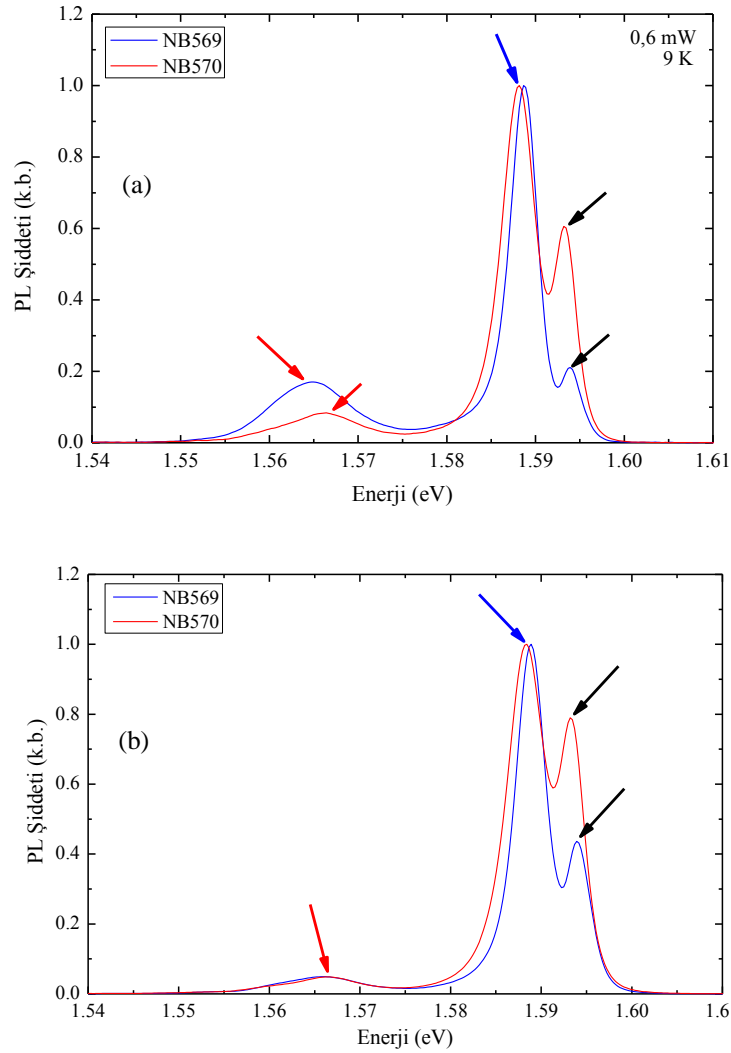 NB569
NB570
0,6 mW
9 K
(a)
PL Şiddeti (k.b.)
1.2
1.0
0.8
0.6
0.4
0.2
0.0
1.54 1.55 1.56 1.57 1.58 1.59 1.60 1.61
Enerji (eV)
NB569
NB570
(b)
PL Şiddeti (k.b.)
1.2
1.0
0.8
0.6
0.4
0.2
0.0
1.54 1.55 1.56 1.57 1.58 1.59 1.60 1.6
Enerji (eV)